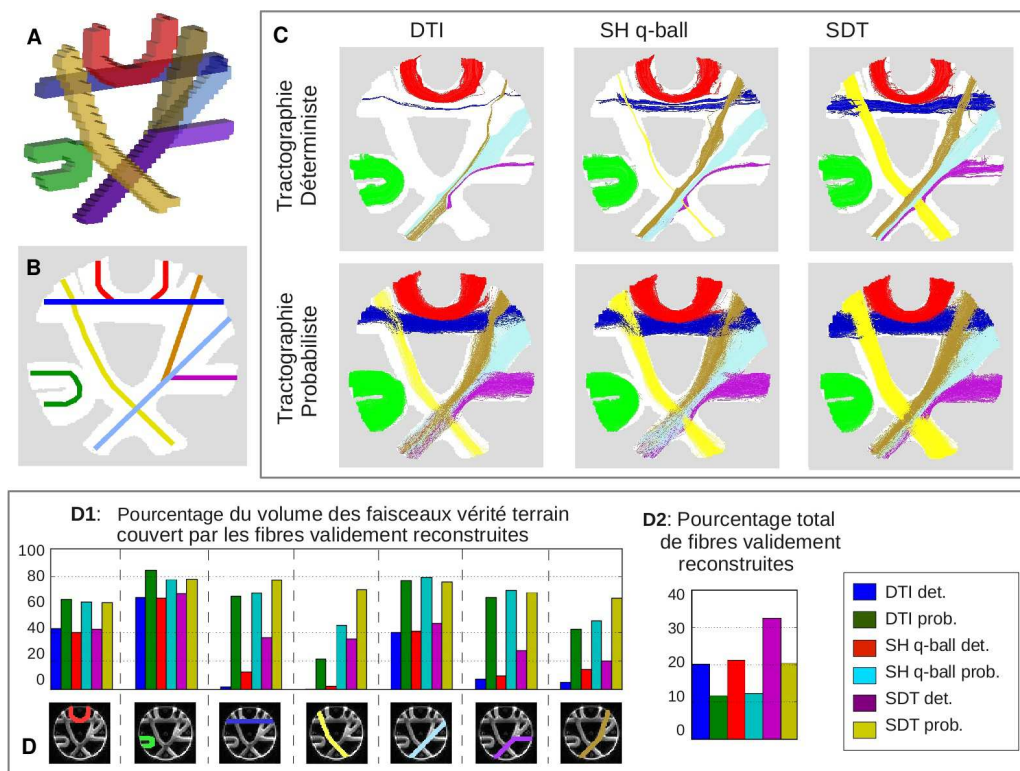 A
C
DTI
SH q-ball
SDT
Tractographie
Déterministe
B
Tractographie
Probabiliste
D1: Pourcentage du volume des faisceaux vérité terrain
couvert par les fibres validement reconstruites
100
80
60
40
20
0
D
D2: Pourcentage total
de fibres validement
reconstruites
40
30
20
10
0
DTI det.
DTI prob.
SH q-ball det.
SH q-ball prob.
SDT det.
SDT prob.